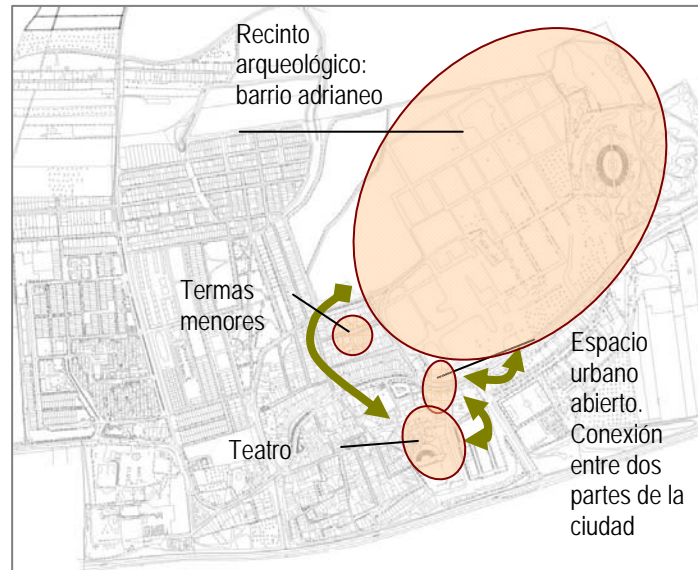 Recinto
arqueológico:
barrio adrianeo
Termas
menores
Teatro
Espacio
urbano
abierto.
Conexión
entre dos
partes de la
ciudad